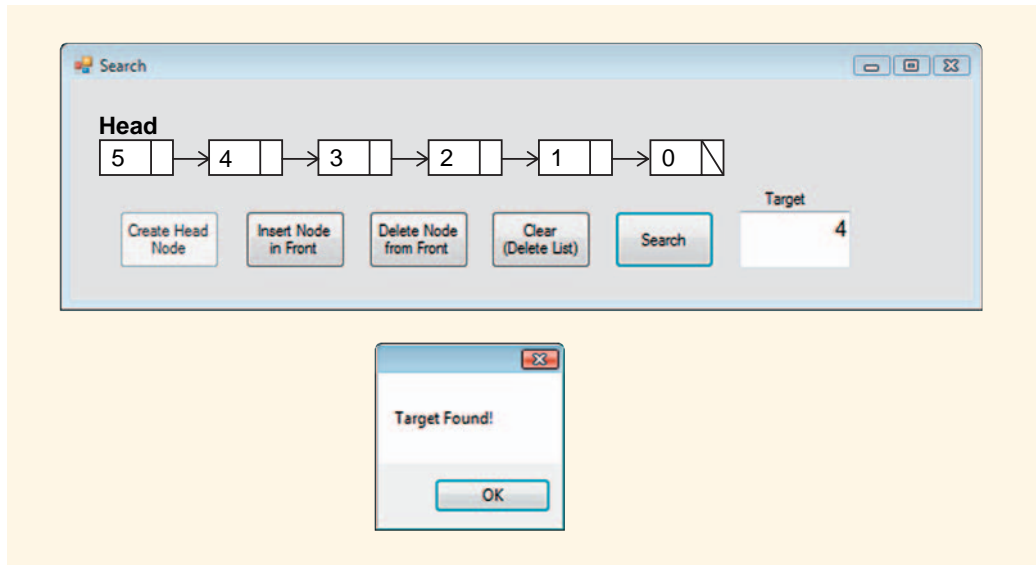 Search
Head
5 4 3 2 1 0
Target
Create Head
Node
Insert Node
in Front
Delete Node
from Front
Clear
(Delete List)
Search
4
Target Found!
OK